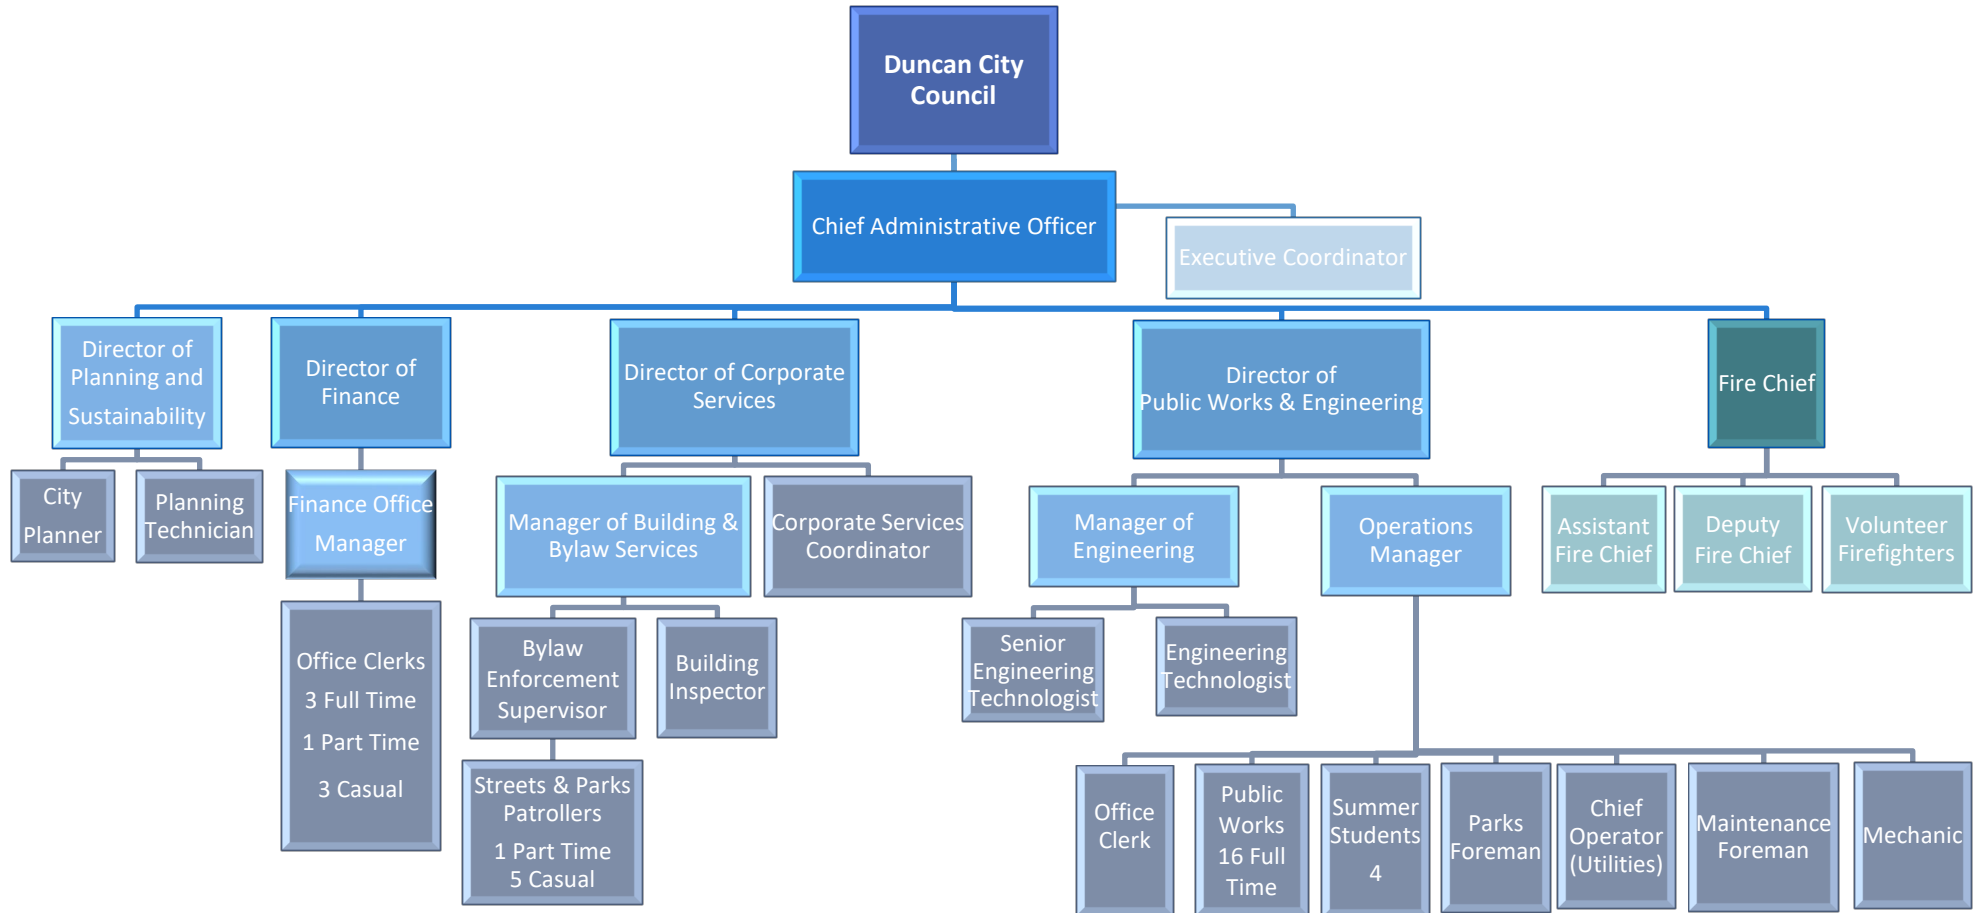 Duncan City
Council
Chief Administrative Officer
Executive Coordinator
Director of
Planning and
Sustainability
Director of
Finance
Director of Corporate
Services
Director of
Public Works & Engineering
Fire Chief
City
Planner
Planning
Technician
Finance Office
Manager
Manager of Building &
Bylaw Services
Corporate Services
Coordinator
Manager of
Engineering
Operations
Manager
Assistant
Fire Chief
Deputy
Fire Chief
Volunteer
Firefighters
Office Clerks
3 Full Time
1 Part Time
3 Casual
Bylaw
Enforcement
Supervisor
Building
Inspector
Senior
Engineering
Technologist
Engineering
Technologist
Streets & Parks
Patrollers
1 Part Time
5 Casual
Office
Clerk
Public
Works
16 Full
Time
Summer
Students
4
Parks
Foreman
Chief
Operator
(Utilities)
Maintenance
Foreman
Mechanic